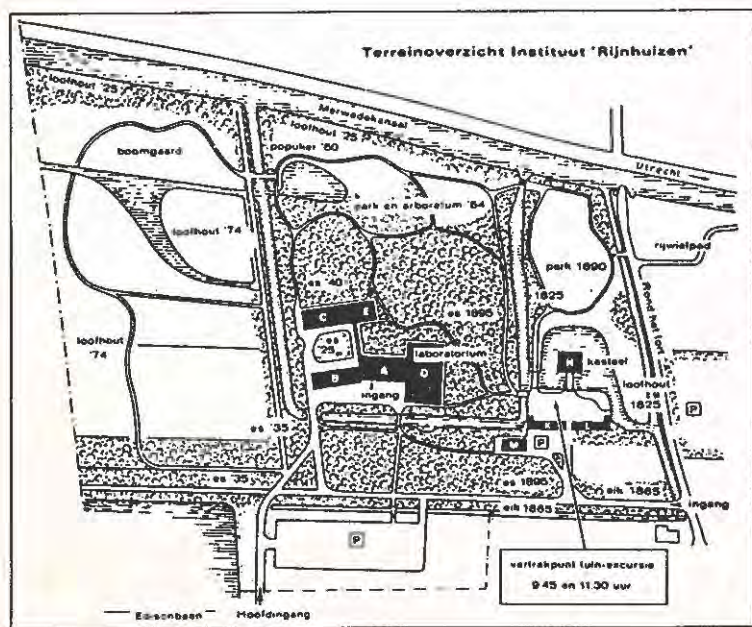 Terreinoverzicht Instituut 'Rijnhuizen'
loofhout '25
Merwedekanaal
Utrecht
loofhout '25
populier '60
boomgaard
park en arboretum '64
loofhout '74
rijwielpad
park 1890
es '40
1825
Rond het fort
es 1895
C
E
es '25
loofhout '74
laboratorium
kasteel
B
A
D
ingang
loofhout 1825
P
es '35
P
es '35
es 1895
eik 1865
eik 1865
ingang
P
vertrekpunt tuin-excursie
9.45 en 11.30 uur
Edisonbaan
Hoofdingang